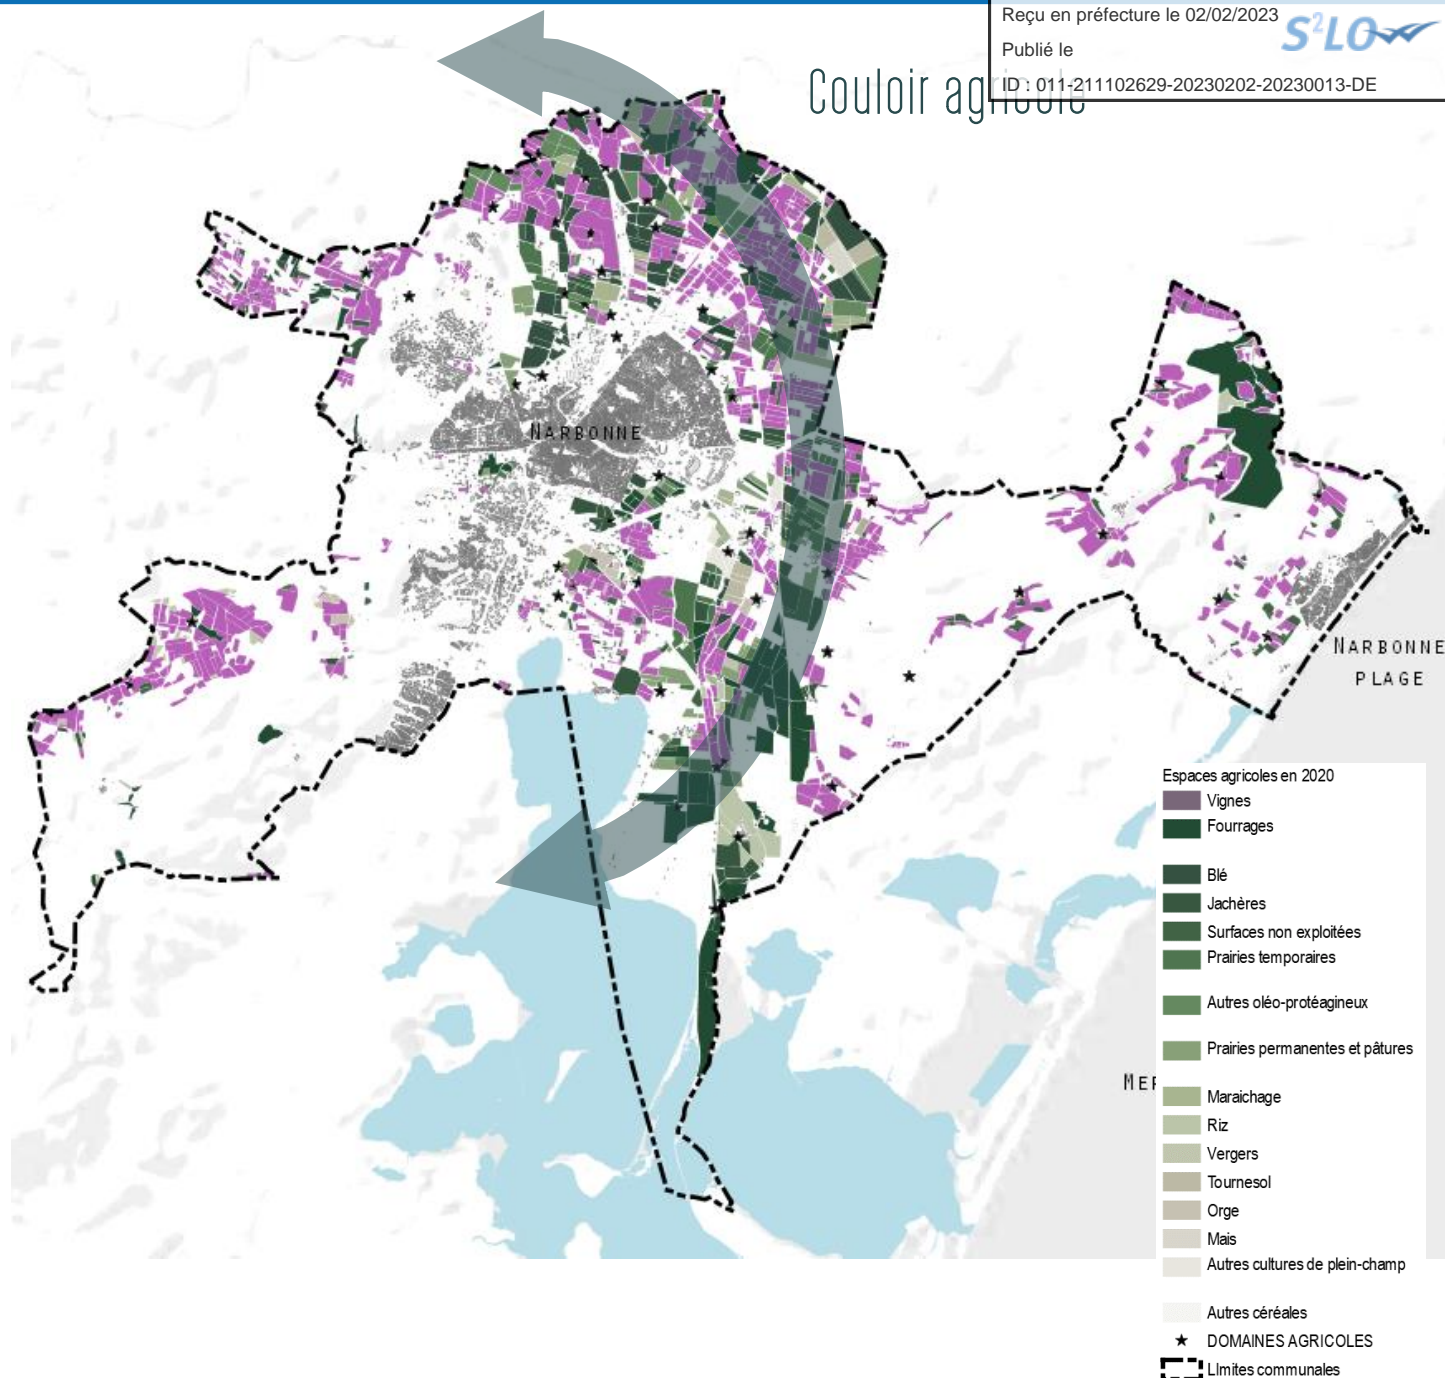 Reçu en préfecture le 02/02/2023
S²LO
Publié le
ID : 011-211102629-20230202-20230013-DE
Couloir agricole
NARBONNE
NARBONNE
PLAGE
MER
Espaces agricoles en 2020
Vignes
Fourrages
Blé
Jachères
Surfaces non exploitées
Prairies temporaires
Autres oléo-protéagineux
Prairies permanentes et pâtures
Maraichage
Riz
Vergers
Tournesol
Orge
Mais
Autres cultures de plein-champ
Autres céréales
DOMAINES AGRICOLES
LImites communales